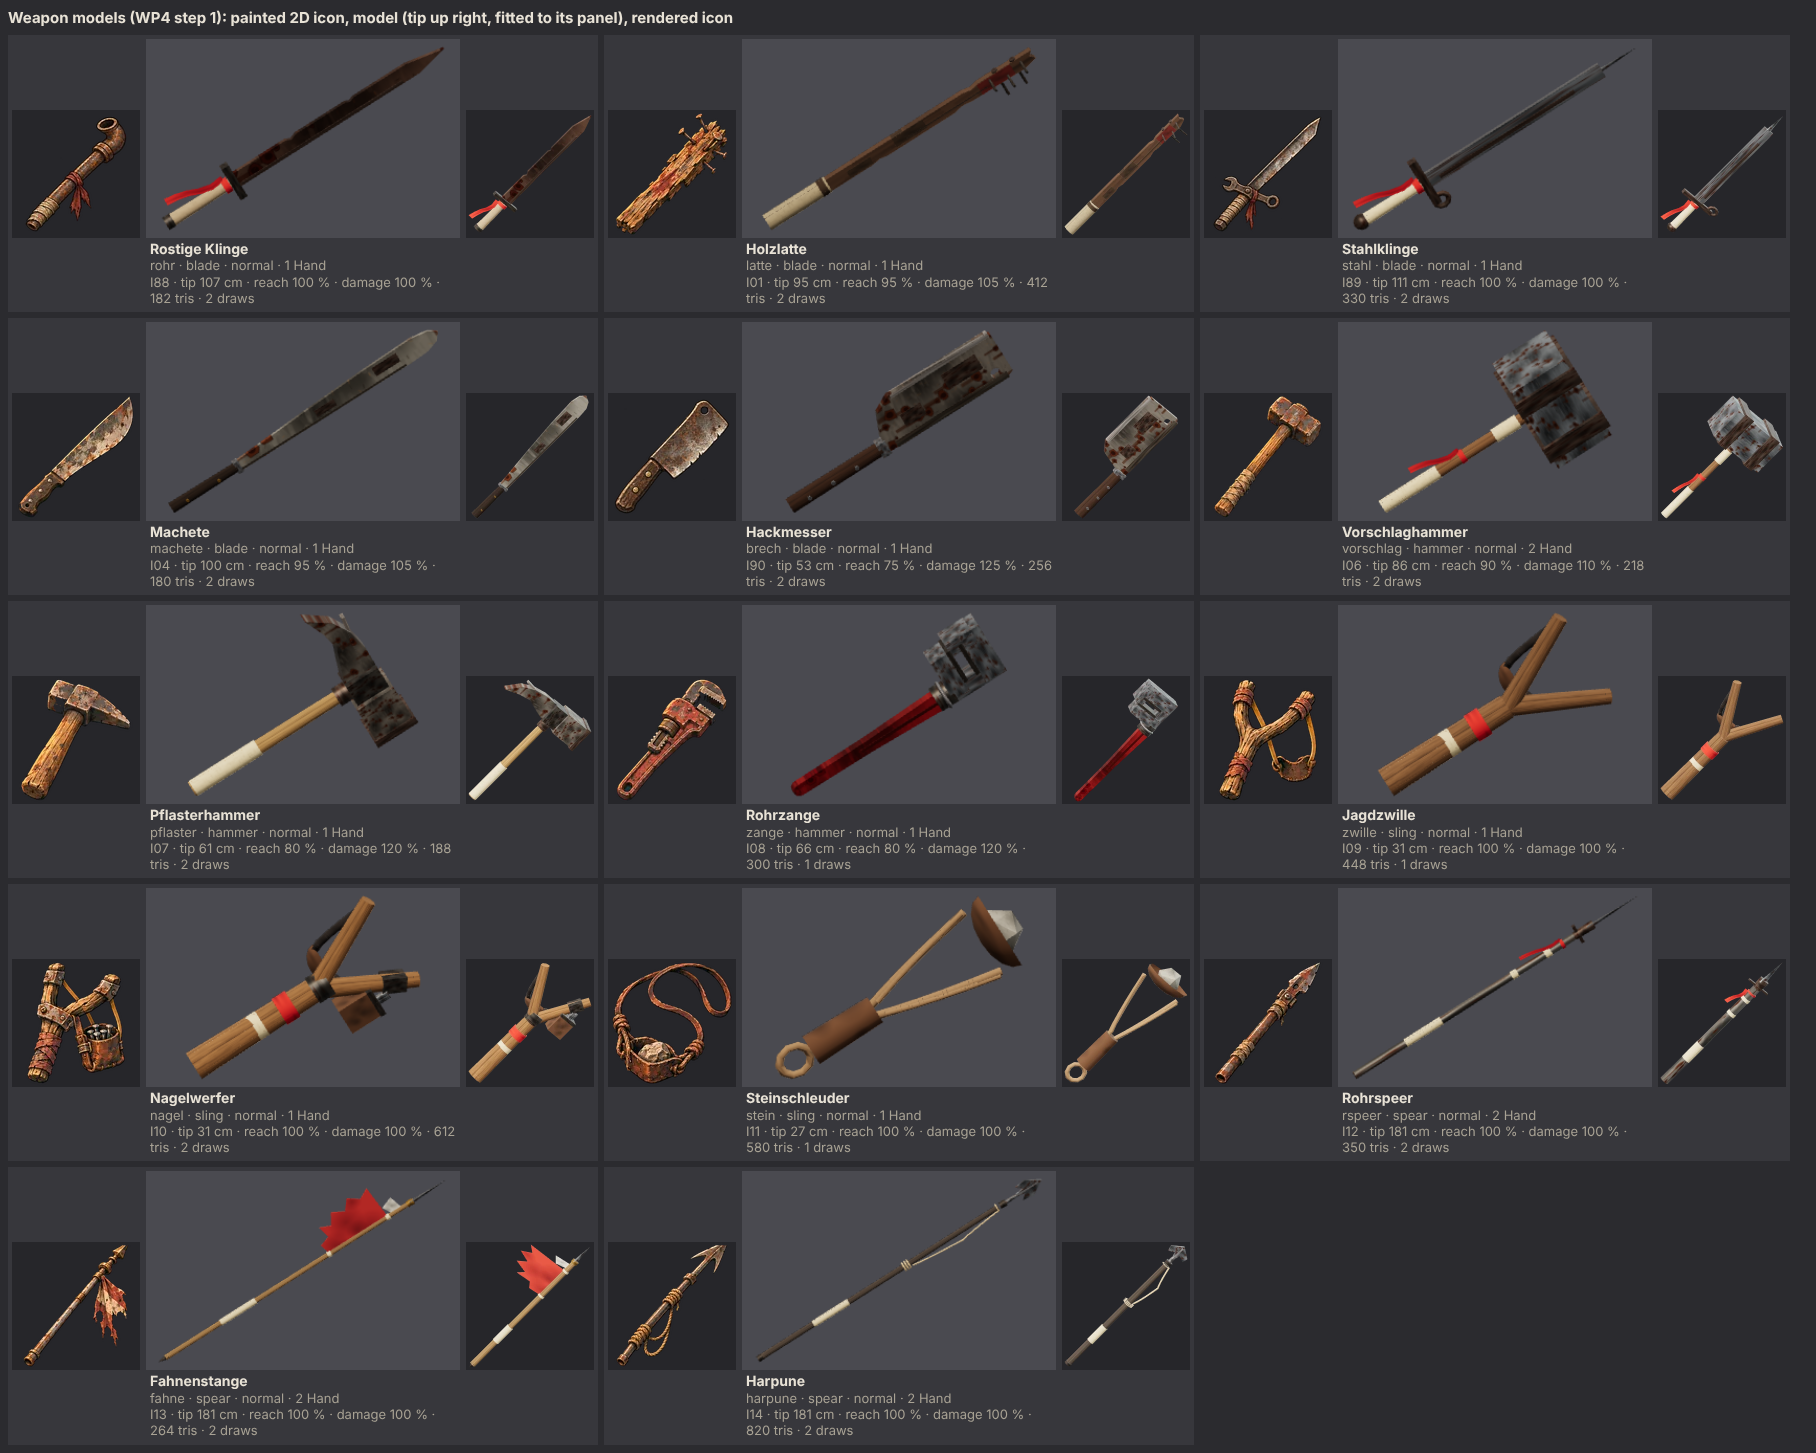 Weapon models (WP4 step 1): painted 2D icon, model (tip up right, fitted to its panel), rendered icon
Rostige Klinge
rohr · blade · normal · 1 Hand
I88 · tip 107 cm · reach 100 % · damage 100 % ·
182 tris · 2 draws
Holzlatte
latte · blade · normal · 1 Hand
I01 · tip 95 cm · reach 95 % · damage 105 % · 412
tris · 2 draws
Stahlklinge
stahl · blade · normal · 1 Hand
I89 · tip 111 cm · reach 100 % · damage 100 % ·
330 tris · 2 draws
Machete
machete · blade · normal · 1 Hand
I04 · tip 100 cm · reach 95 % · damage 105 % ·
180 tris · 2 draws
Hackmesser
brech · blade · normal · 1 Hand
I90 · tip 53 cm · reach 75 % · damage 125 % · 256
tris · 2 draws
Vorschlaghammer
vorschlag · hammer · normal · 2 Hand
I06 · tip 86 cm · reach 90 % · damage 110 % · 218
tris · 2 draws
Pflasterhammer
pflaster · hammer · normal · 1 Hand
I07 · tip 61 cm · reach 80 % · damage 120 % · 188
tris · 2 draws
Rohrzange
zange · hammer · normal · 1 Hand
I08 · tip 66 cm · reach 80 % · damage 120 % ·
300 tris · 1 draws
Jagdzwille
zwille · sling · normal · 1 Hand
I09 · tip 31 cm · reach 100 % · damage 100 % ·
448 tris · 1 draws
Nagelwerfer
nagel · sling · normal · 1 Hand
I10 · tip 31 cm · reach 100 % · damage 100 % · 612
tris · 2 draws
Steinschleuder
stein · sling · normal · 1 Hand
I11 · tip 27 cm · reach 100 % · damage 100 % ·
580 tris · 1 draws
Rohrspeer
rspeer · spear · normal · 2 Hand
I12 · tip 181 cm · reach 100 % · damage 100 % ·
350 tris · 2 draws
Fahnenstange
fahne · spear · normal · 2 Hand
I13 · tip 181 cm · reach 100 % · damage 100 % ·
264 tris · 2 draws
Harpune
harpune · spear · normal · 2 Hand
I14 · tip 181 cm · reach 100 % · damage 100 % ·
820 tris · 2 draws